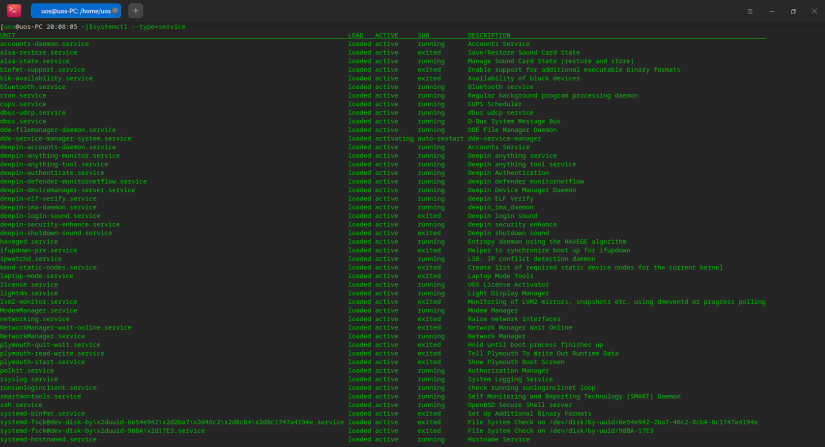 uos@uos-PC: /home/uos
[uos@uos-PC 20:08:05 ~]$systemctl --type=service
UNIT LOAD ACTIVE SUB DESCRIPTION
accounts-daemon.service loaded active running Accounts Service
alsa-restore.service loaded active exited Save/Restore Sound Card State
alsa-state.service loaded active running Manage Sound Card State (restore and store)
binfmt-support.service loaded active exited Enable support for additional executable binary formats
blk-availability.service loaded active exited Availability of block devices
bluetooth.service loaded active running Bluetooth service
cron.service loaded active running Regular background program processing daemon
cups.service loaded active running CUPS Scheduler
dbus-udcp.service loaded active running dbus udcp service
dbus.service loaded active running D-Bus System Message Bus
dde-filemanager-daemon.service loaded active running DDE File Manager Daemon
dde-service-manager-system.service loaded activating auto-restart dde-service-manager
deepin-accounts-daemon.service loaded active running Accounts Service
deepin-anything-monitor.service loaded active running Deepin anything service
deepin-anything-tool.service loaded active running Deepin anything tool service
deepin-authenticate.service loaded active running Deepin Authentication
deepin-defender-monitornetflow.service loaded active running Deepin defender monitornetflow
deepin-devicemanager-server.service loaded active running Deepin Device Manager Daemon
deepin-elf-verify.service loaded active running deepin ELF Verify
deepin-ima-daemon.service loaded active running deepin_ima_daemon
deepin-login-sound.service loaded active exited Deepin login sound
deepin-security-enhance.service loaded active running deepin security enhance
deepin-shutdown-sound.service loaded active exited Deepin shutdown sound
haveged.service loaded active running Entropy daemon using the HAVEGE algorithm
ifupdown-pre.service loaded active exited Helper to synchronize boot up for ifupdown
ipwatchd.service loaded active running LSB: IP conflict detection daemon
kmod-static-nodes.service loaded active exited Create list of required static device nodes for the current kernel
laptop-mode.service loaded active exited Laptop Mode Tools
license.service loaded active running UOS License Activator
lightdm.service loaded active running Light Display Manager
lvm2-monitor.service loaded active exited Monitoring of LVM2 mirrors, snapshots etc. using dmeventd or progress polling
ModemManager.service loaded active running Modem Manager
networking.service loaded active exited Raise network interfaces
NetworkManager-wait-online.service loaded active exited Network Manager Wait Online
NetworkManager.service loaded active running Network Manager
plymouth-quit-wait.service loaded active exited Hold until boot process finishes up
plymouth-read-write.service loaded active exited Tell Plymouth To Write Out Runtime Data
plymouth-start.service loaded active exited Show Plymouth Boot Screen
polkit.service loaded active running Authorization Manager
rsyslog.service loaded active running System Logging Service
runsunloginclient.service loaded active running check running sunloginclinet loop
smartmontools.service loaded active running Self Monitoring and Reporting Technology (SMART) Daemon
ssh.service loaded active running OpenBSD Secure Shell server
systemd-binfmt.service loaded active exited Set Up Additional Binary Formats
systemd-fsck@dev-disk-by\x2duuid-6e54e942\x2d2ba7\x2d46c2\x2d8cb4\x2d8c1747a4194e.service loaded active exited File System Check on /dev/disk/by-uuid/6e54e942-2ba7-46c2-8cb4-8c1747a4194e
systemd-fsck@dev-disk-by\x2duuid-968A\x2d17E3.service loaded active exited File System Check on /dev/disk/by-uuid/968A-17E3
systemd-hostnamed.service loaded active running Hostname Service